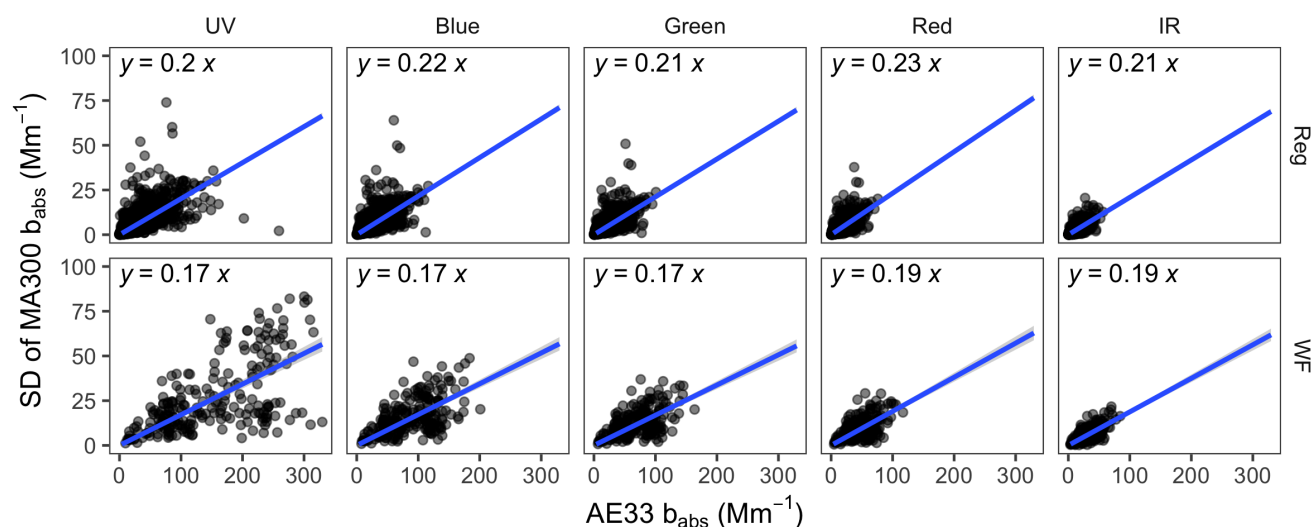 UV Blue Green Red IR
SD of MA300 b_abs (Mm⁻¹)
100 y = 0.2 x y = 0.22 x y = 0.21 x y = 0.23 x y = 0.21 x
75
50
25
0
Reg
100 y = 0.17 x y = 0.17 x y = 0.17 x y = 0.19 x y = 0.19 x
75
50
25
0
WF
0 100 200 300 0 100 200 300 0 100 200 300 0 100 200 300 0 100 200 300
AE33 b_abs (Mm⁻¹)